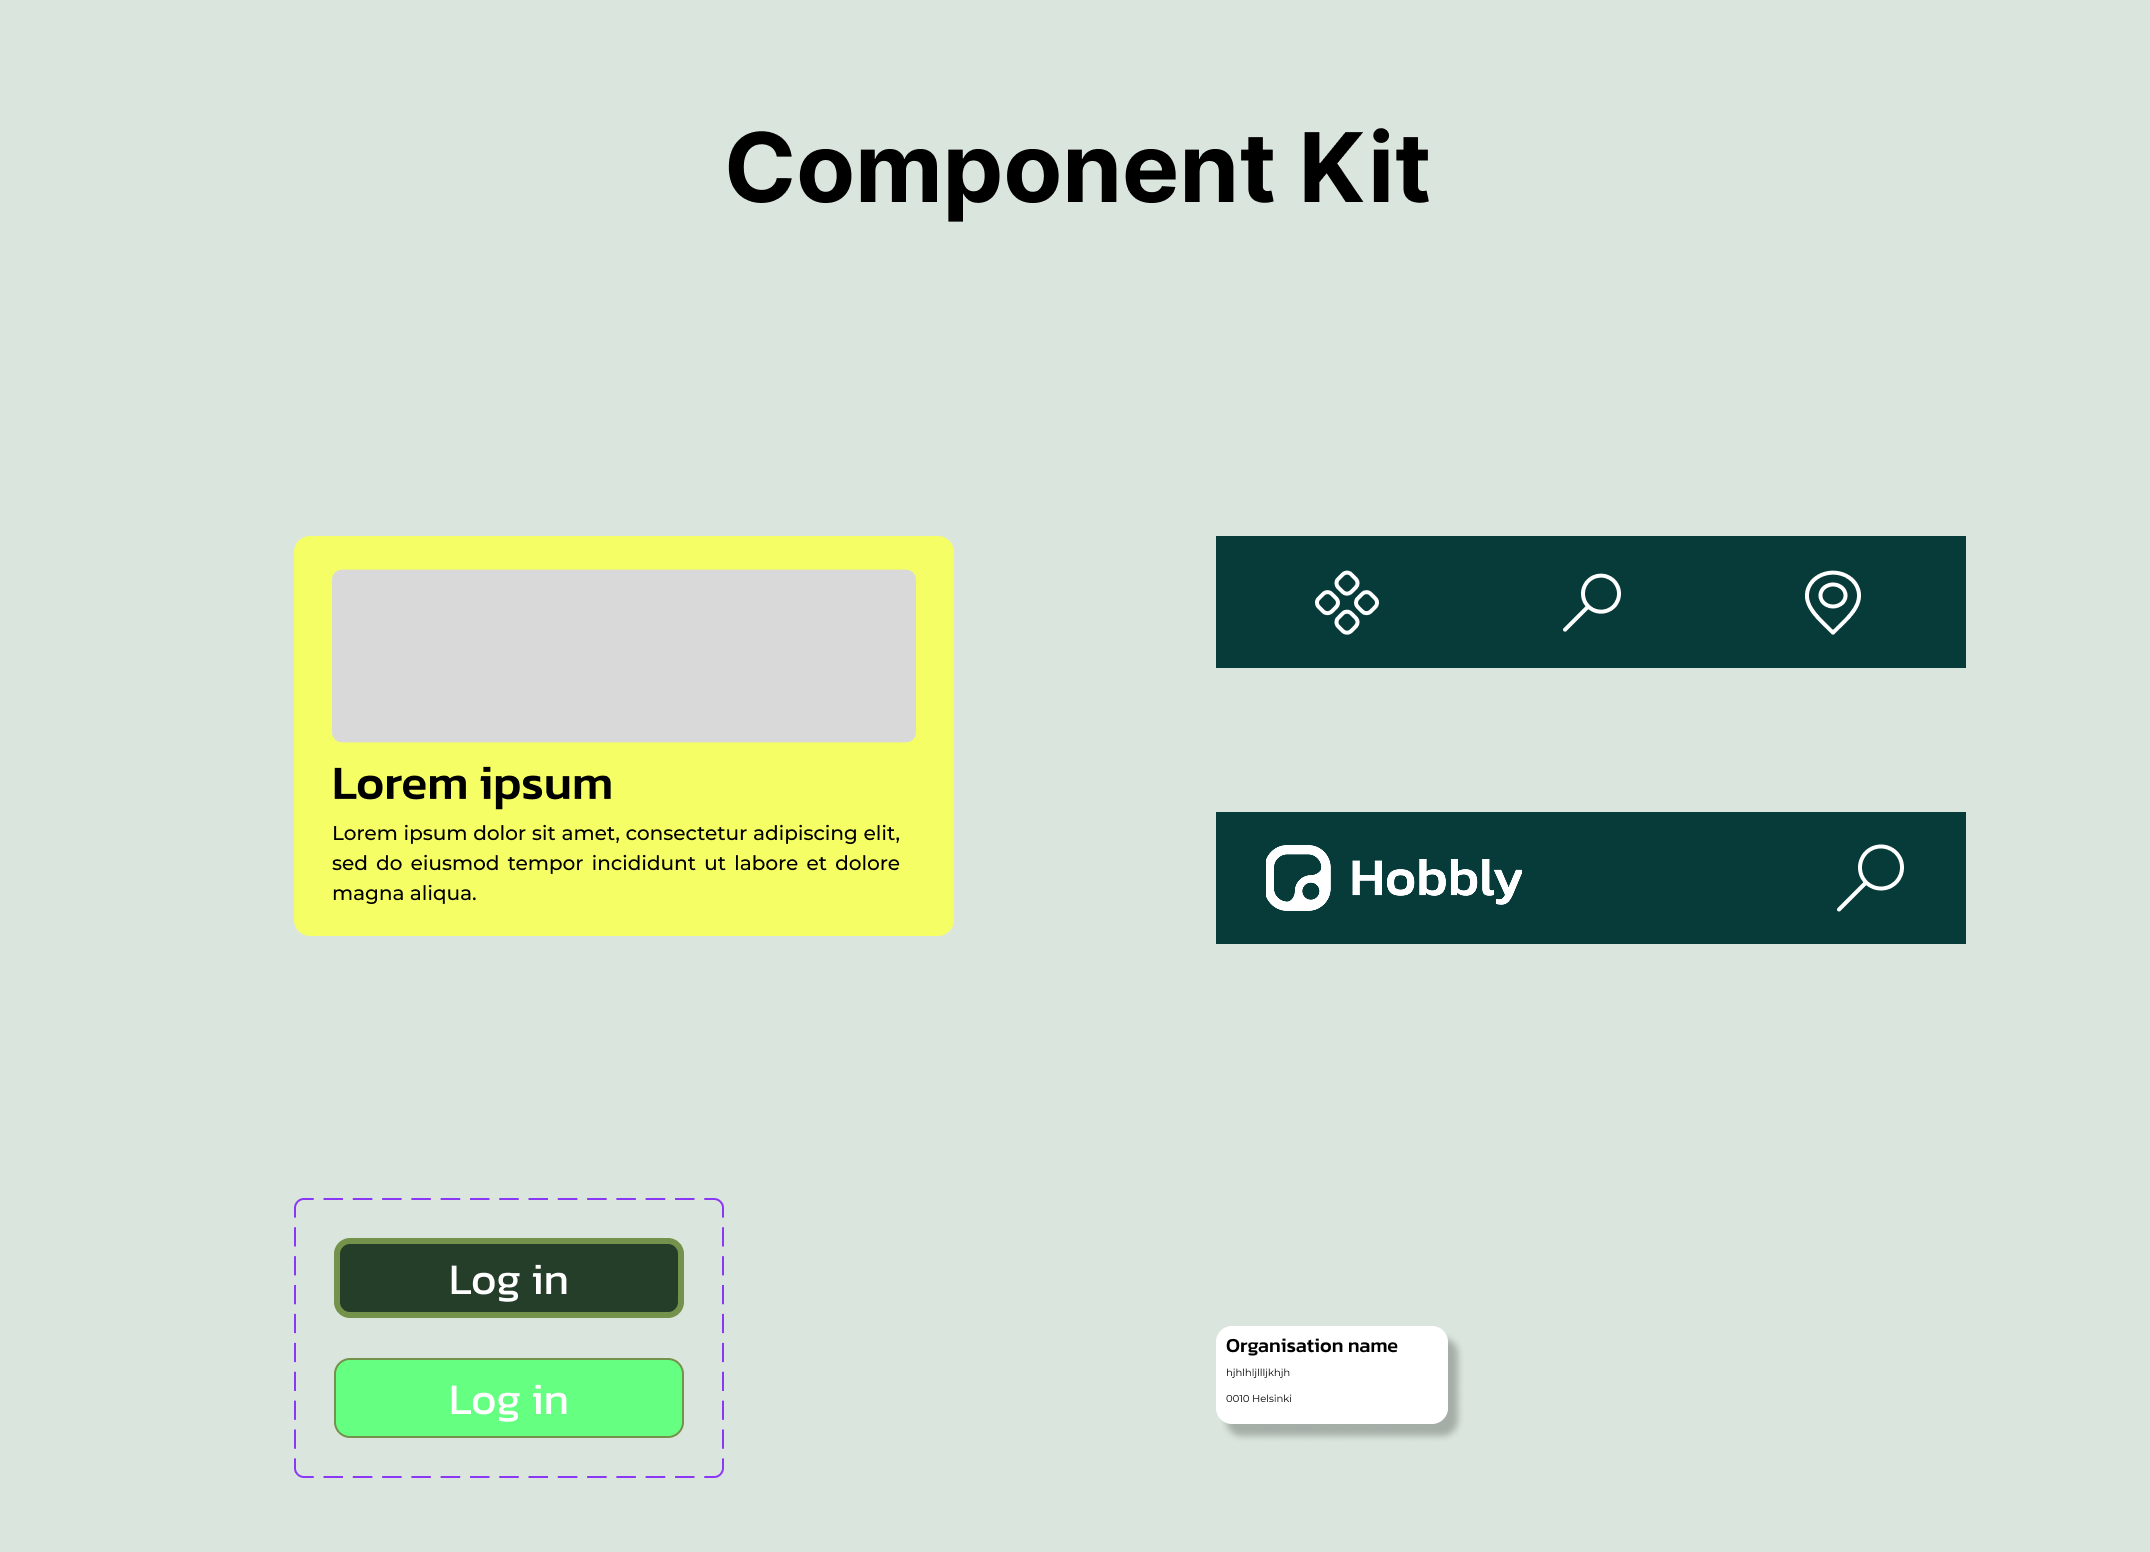 Component Kit
Lorem ipsum
Lorem ipsum dolor sit amet, consectetur adipiscing elit,
sed do eiusmod tempor incididunt ut labore et dolore
magna aliqua.
Hobbly
Log in
Log in
Organisation name
0010 Helsinki